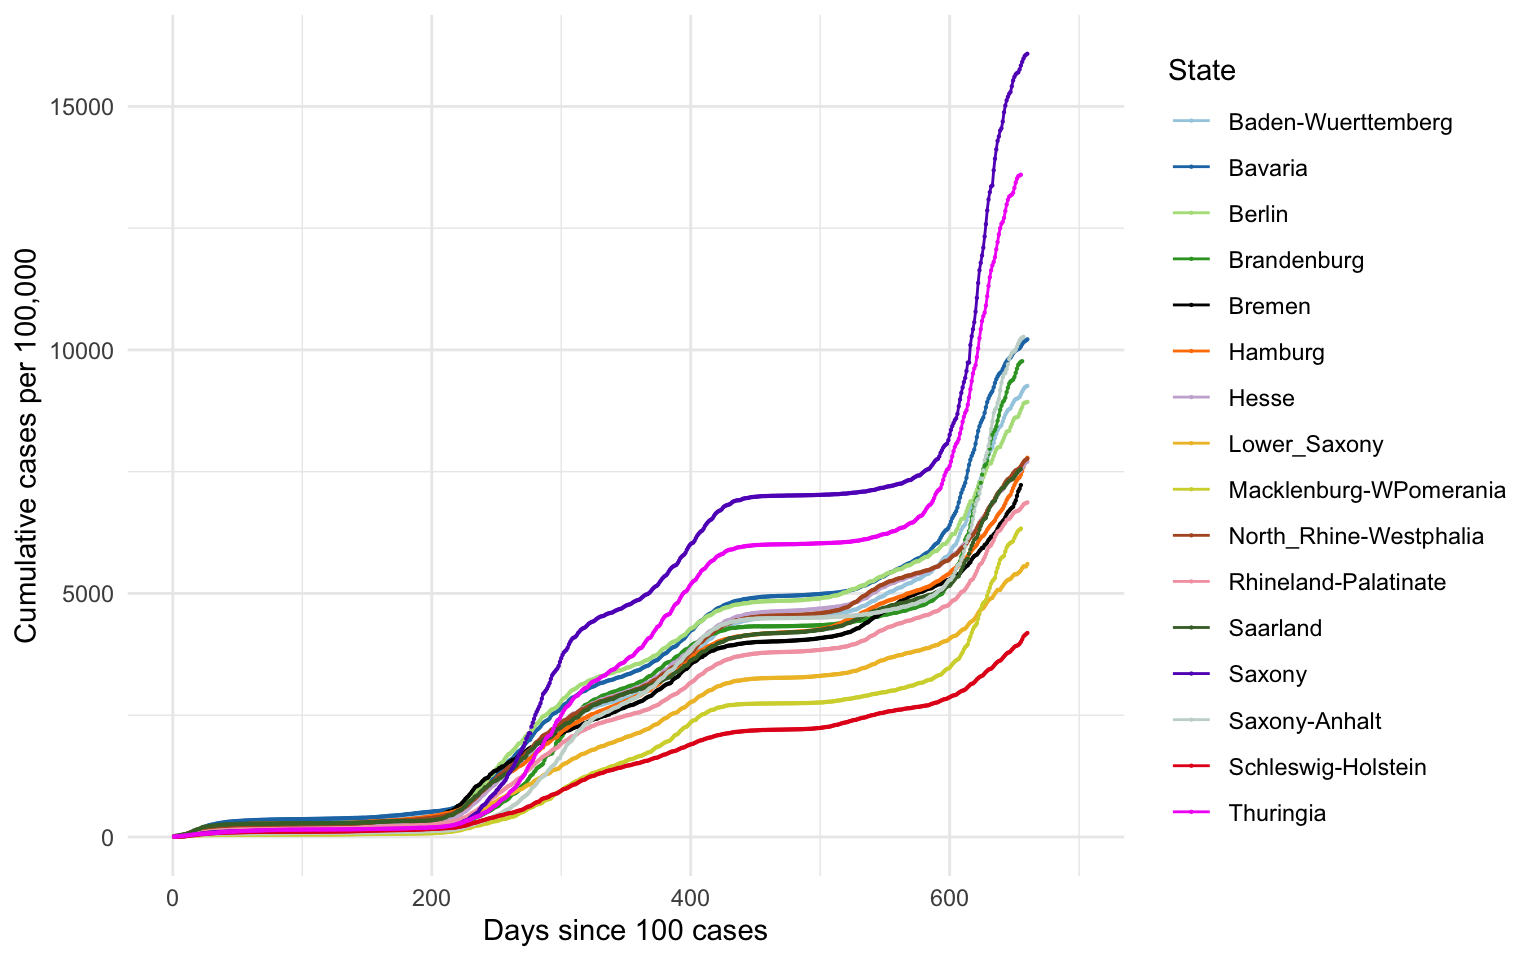 Cumulative cases per 100,000
15000
10000
5000
0
0 200 400 600
Days since 100 cases
State
Baden-Wuerttemberg
Bavaria
Berlin
Brandenburg
Bremen
Hamburg
Hesse
Lower_Saxony
Macklenburg-WPomerania
North_Rhine-Westphalia
Rhineland-Palatinate
Saarland
Saxony
Saxony-Anhalt
Schleswig-Holstein
Thuringia